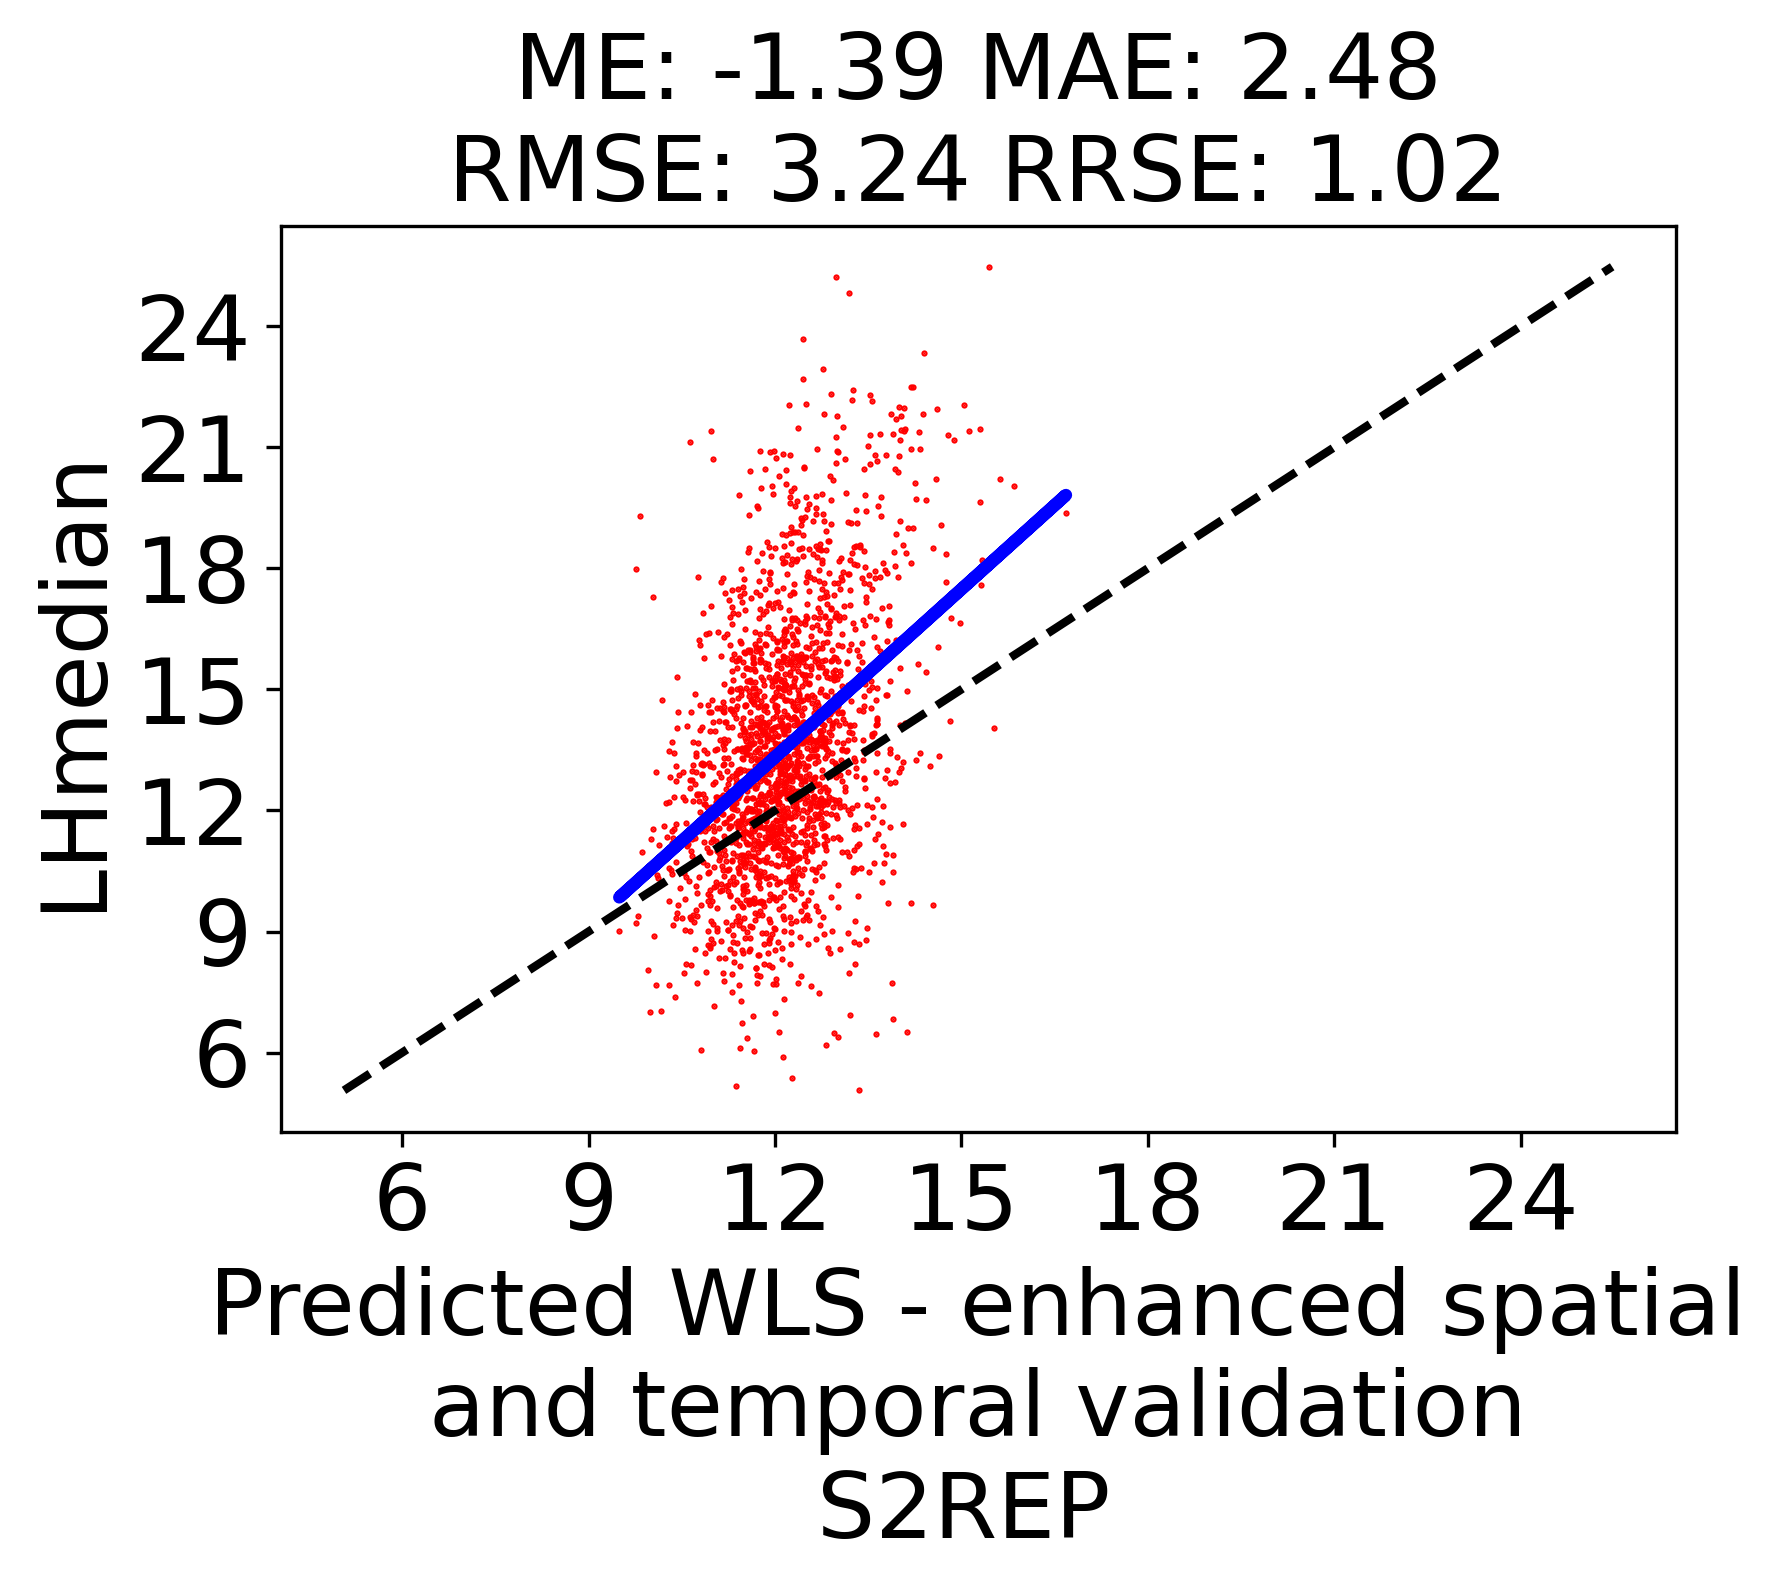 ME: -1.39 MAE: 2.48
RMSE: 3.24 RRSE: 1.02
LHmedian
24
21
18
15
12
9
6
6 9 12 15 18 21 24
Predicted WLS - enhanced spatial
and temporal validation
S2REP